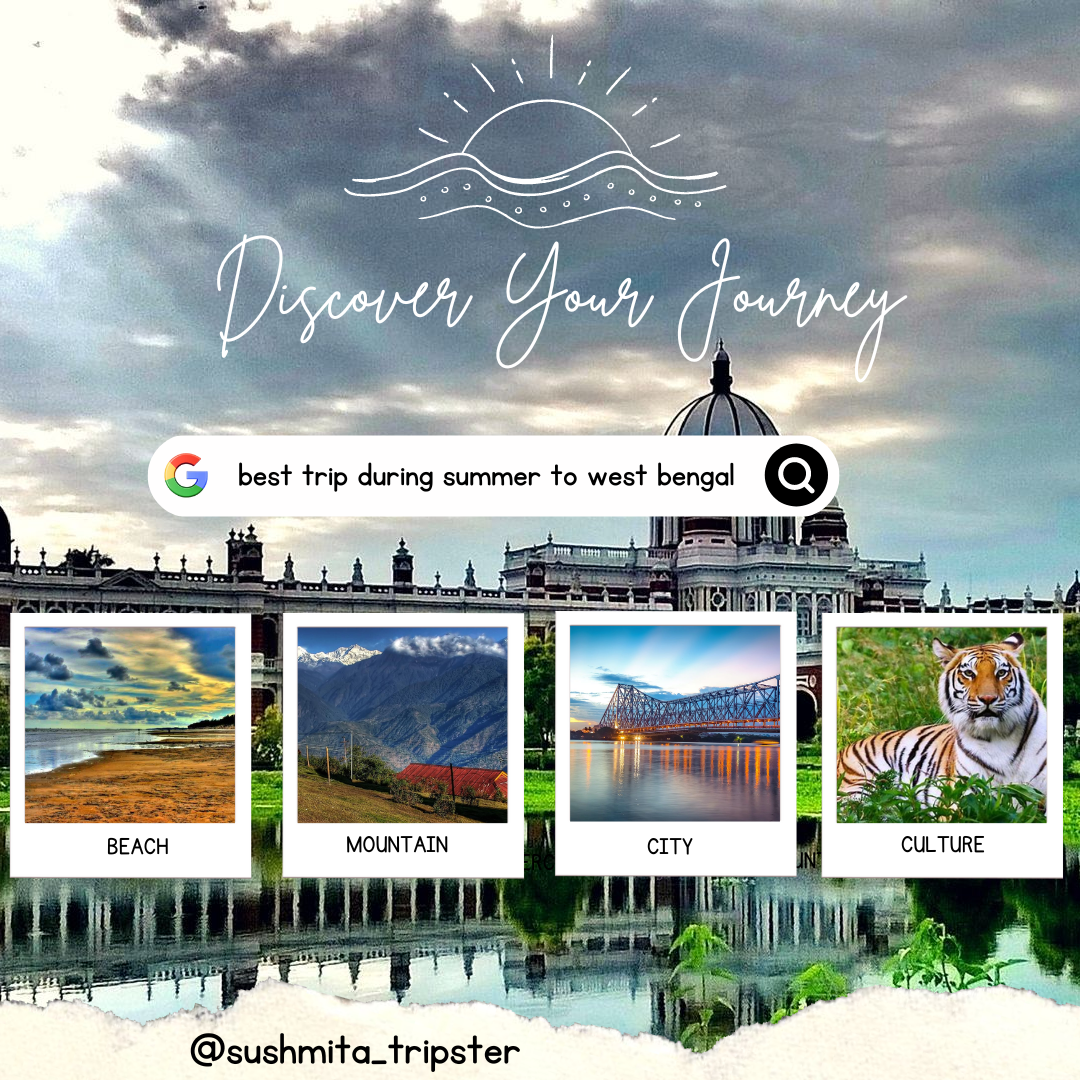 Discover Your Journey
G best trip during summer to west bengal
BEACH
MOUNTAIN
CITY
CULTURE
@sushmita_tripster